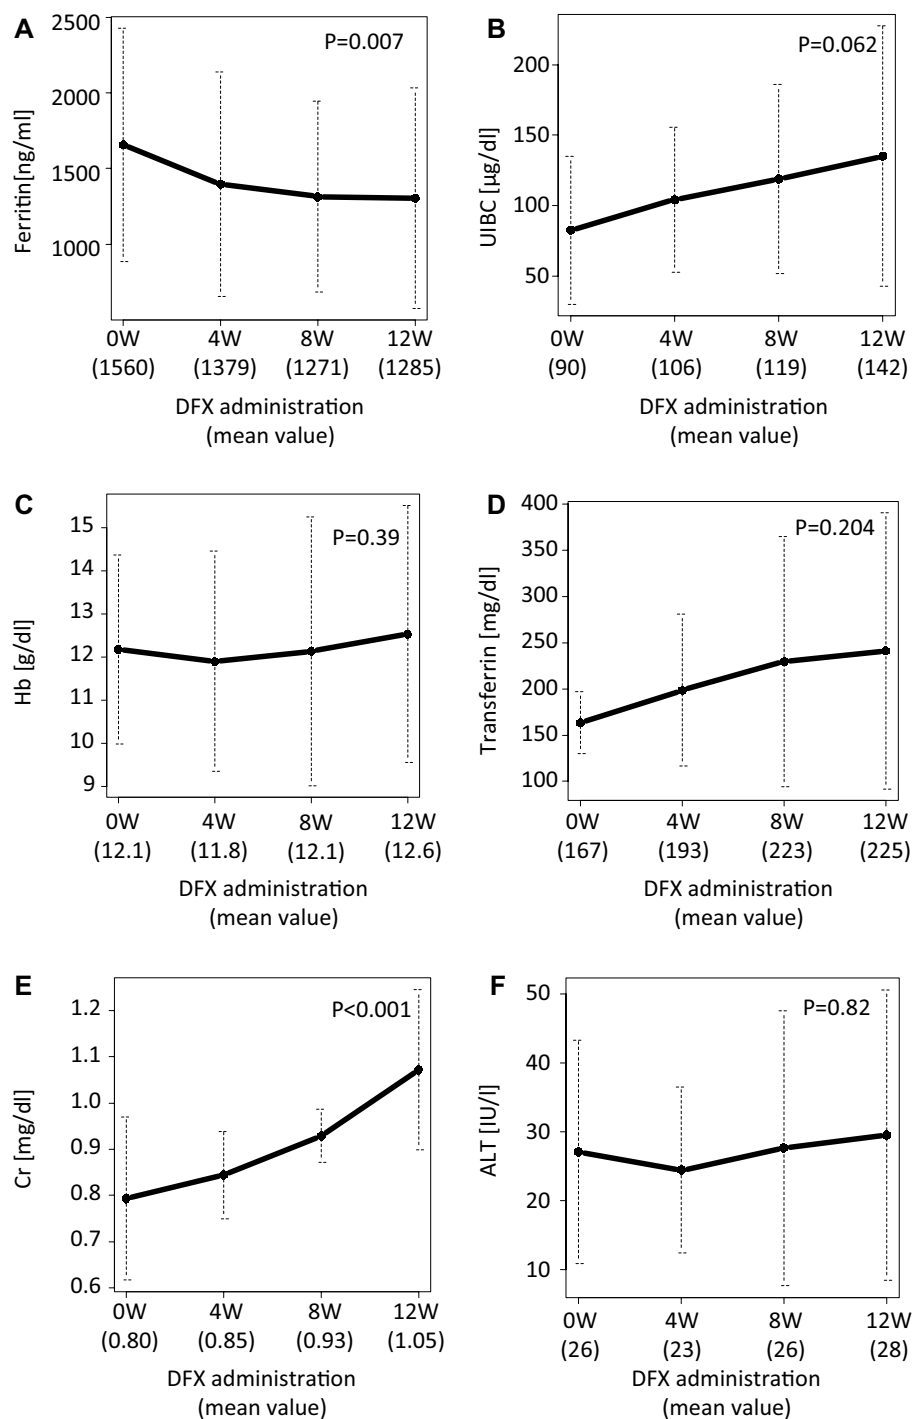 A
Ferritin[ng/ml]
2500
2000
1500
1000
P=0.007
0W 4W 8W 12W
(1560) (1379) (1271) (1285)
DFX administration
(mean value)
B
UIBC [µg/dl]
200
150
100
50
P=0.062
0W 4W 8W 12W
(90) (106) (119) (142)
DFX administration
(mean value)
C
Hb [g/dl]
15
14
13
12
11
10
9
P=0.39
0W 4W 8W 12W
(12.1) (11.8) (12.1) (12.6)
DFX administration
(mean value)
D
Transferrin [mg/dl]
400
350
300
250
200
150
100
P=0.204
0W 4W 8W 12W
(167) (193) (223) (225)
DFX administration
(mean value)
E
Cr [mg/dl]
1.2
1.1
1.0
0.9
0.8
0.7
0.6
P<0.001
0W 4W 8W 12W
(0.80) (0.85) (0.93) (1.05)
DFX administration
(mean value)
F
ALT [IU/l]
50
40
30
20
10
P=0.82
0W 4W 8W 12W
(26) (23) (26) (28)
DFX administration
(mean value)